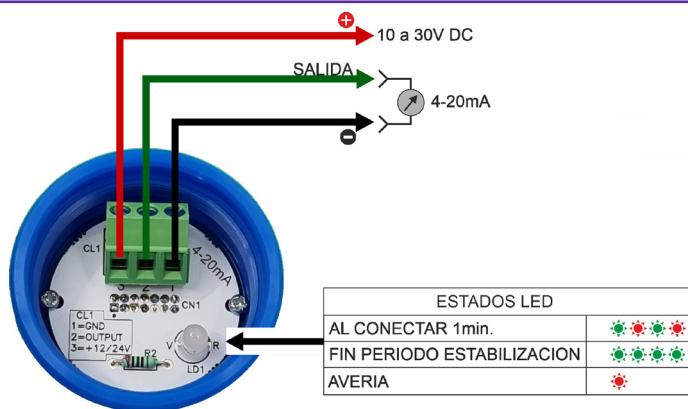 10 a 30V DC
SALIDA
4-20mA
CL1
4-20mA
3 2 1
CN1
CL1
1=GND
2=OUTPUT
3=+12/24V
V R
R2
LD1
ESTADOS LED
AL CONECTAR 1min.
FIN PERIODO ESTABILIZACION
AVERIA